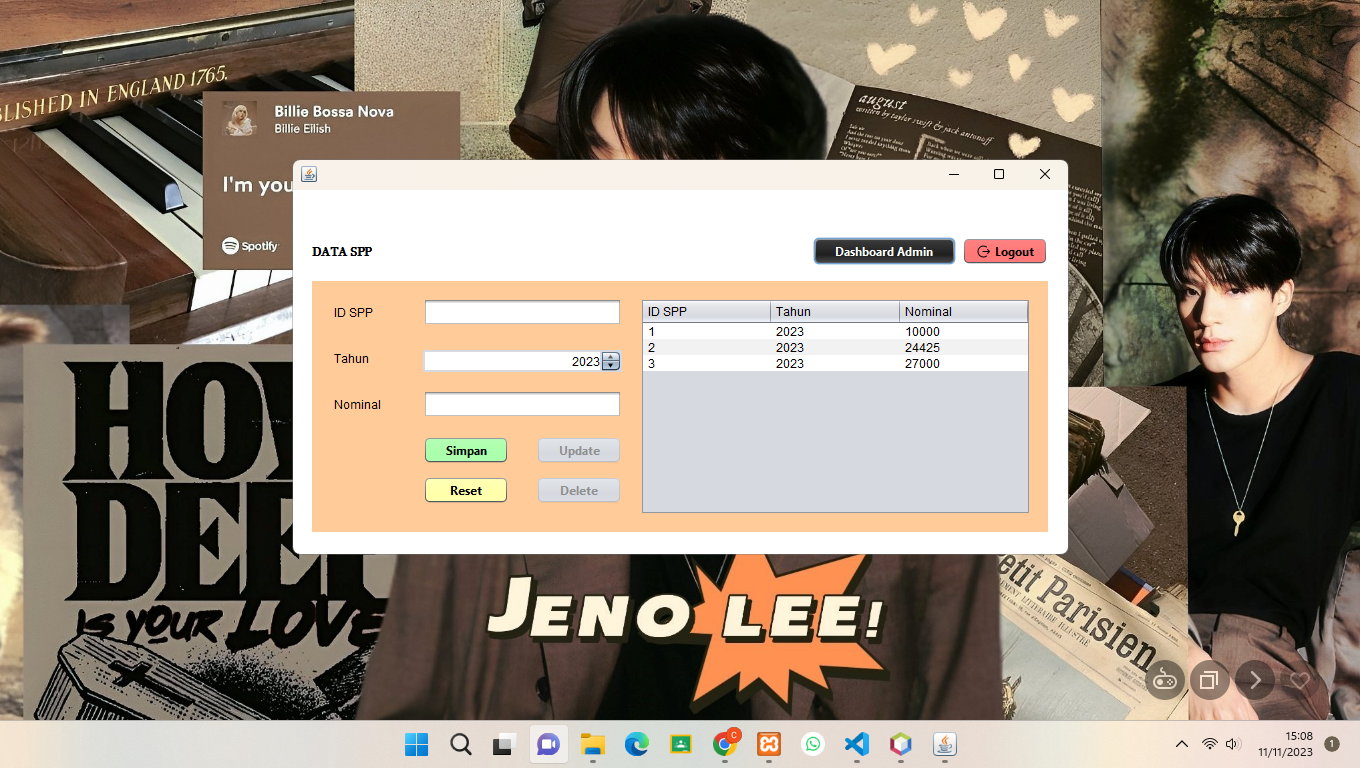 BLISHED IN ENGLAND 1765.
Billie Bossa Nova
Billie Eilish
I'm you
Spotify
august
written by taylor swift & jack antonoff
DATA SPP
Dashboard Admin
Logout
ID SPP
Tahun
2023
Nominal
Simpan
Update
Reset
Delete
ID SPP Tahun Nominal
1 2023 10000
2 2023 24425
3 2023 27000
HOW
DEEP
IS YOUR LOVE
JENO LEE!
etit Parisien
15:08
11/11/2023
1